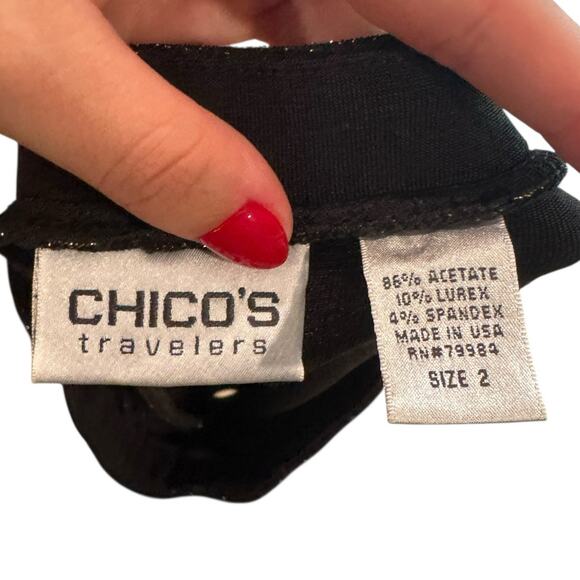 CHICO'S
travelers
86% ACETATE
10% LUREX
4% SPANDEX
MADE IN USA
RN#79984
SIZE 2